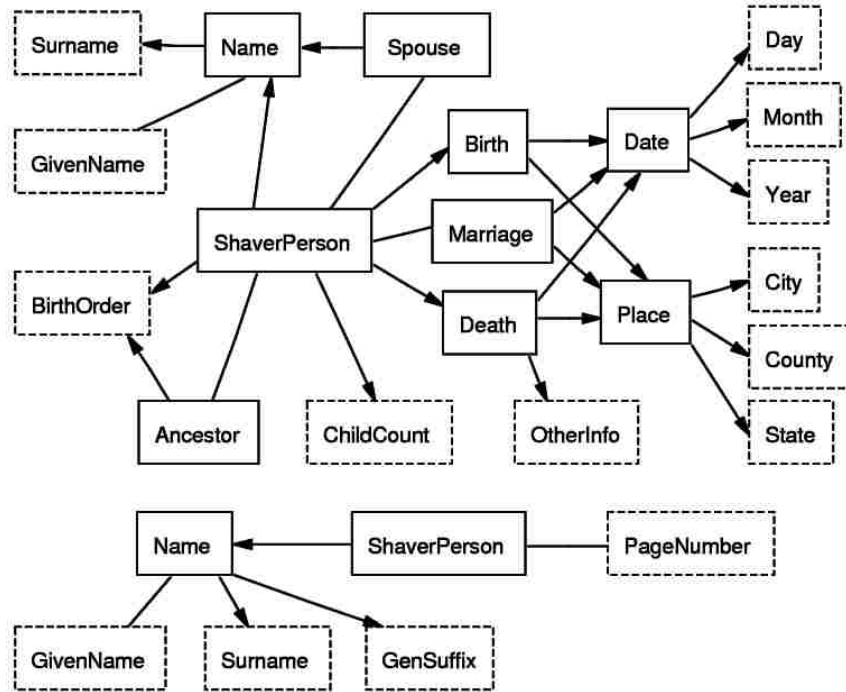 Surname
Name
Spouse
Day
GivenName
Birth
Date
Month
Year
ShaverPerson
Marriage
BirthOrder
Death
Place
City
County
Ancestor
ChildCount
OtherInfo
State
Name
ShaverPerson
PageNumber
GivenName
Surname
GenSuffix